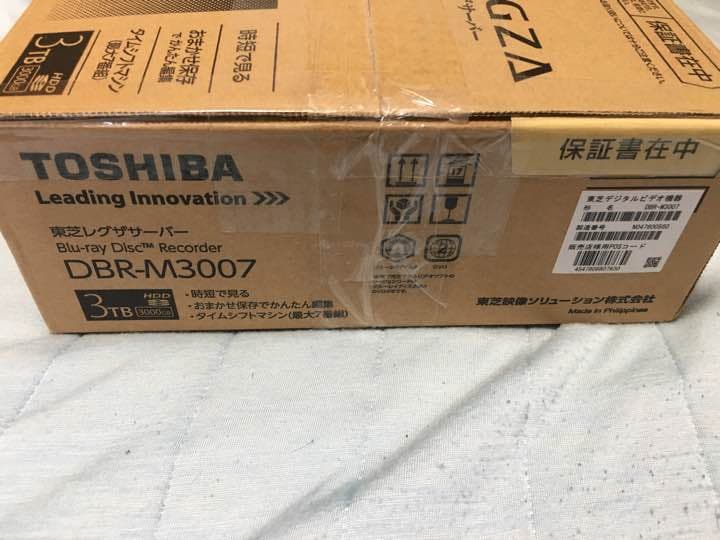 3TB
HDD
3000GB
タイムシフトマシン
(最大7番組)
おまかせ保存
でかんたん編集
時短で見る
GZA
サーバー
保証書在中
TOSHIBA
Leading Innovation >>>
東芝レグザサーバー
Blu-ray Disc™ Recorder
DBR-M3007
3TB
HDD
3000GB
・時短で見る
・おまかせ保存でかんたん編集
・タイムシフトマシン(最大7番組)
保証書在中
東芝デジタルビデオ機器
形 名 DBR-M3007
製造番号
販売店様用POSコード
東芝映像ソリューション株式会社
Made in Philippines